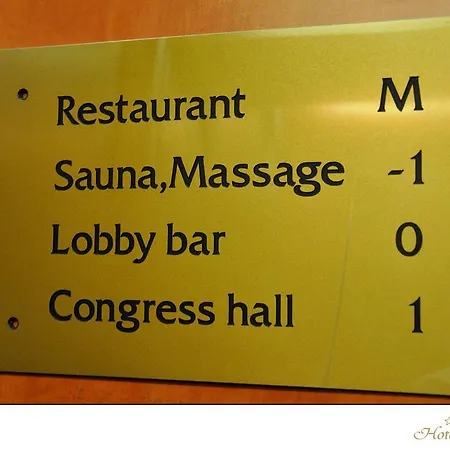 Restaurant M
Sauna,Massage -1
Lobby bar 0
Congress hall 1